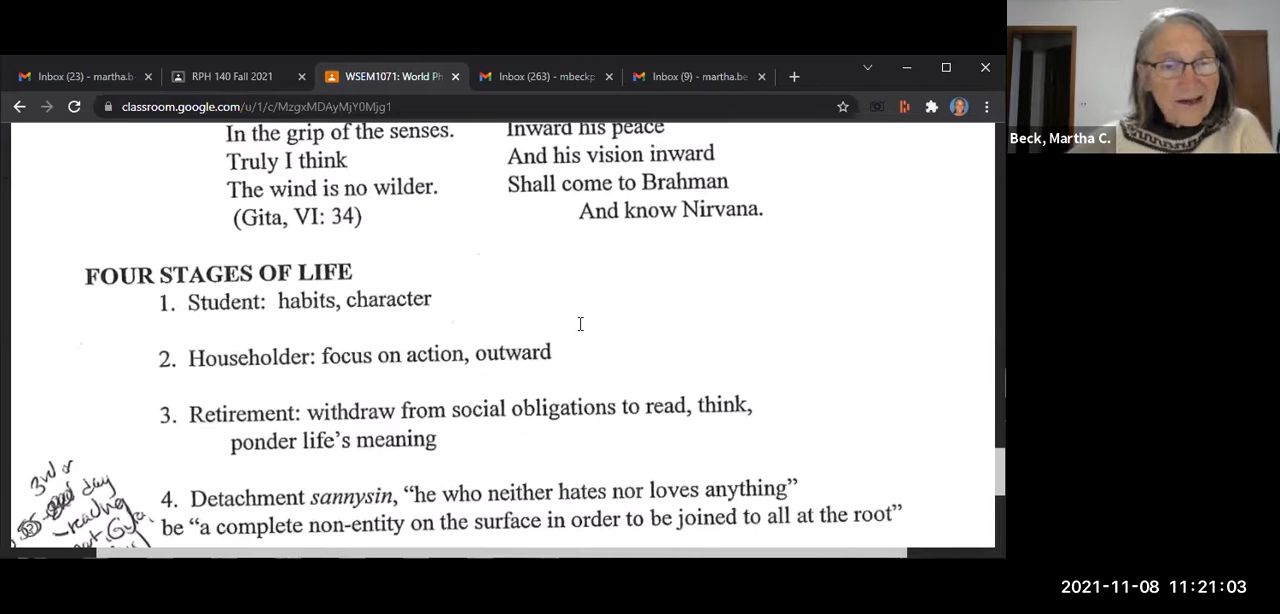 Inbox (23) - martha.b
RPH 140 Fall 2021
WSEM1071: World Ph
Inbox (263) - mbeckp
Inbox (9) - martha.be
classroom.google.com/u/1/c/MzgxMDAyMjY0Mjg1
Beck, Martha C.
In the grip of the senses.
Truly I think
The wind is no wilder.
(Gita, VI: 34)
Inward his peace
And his vision inward
Shall come to Brahman
And know Nirvana.
FOUR STAGES OF LIFE
1. Student: habits, character
2. Householder: focus on action, outward
3. Retirement: withdraw from social obligations to read, think,
ponder life's meaning
4. Detachment sannysin, "he who neither hates nor loves anything"
be "a complete non-entity on the surface in order to be joined to all at the root"
3rd or
day
-reading
Gita
2021-11-08 11:21:03